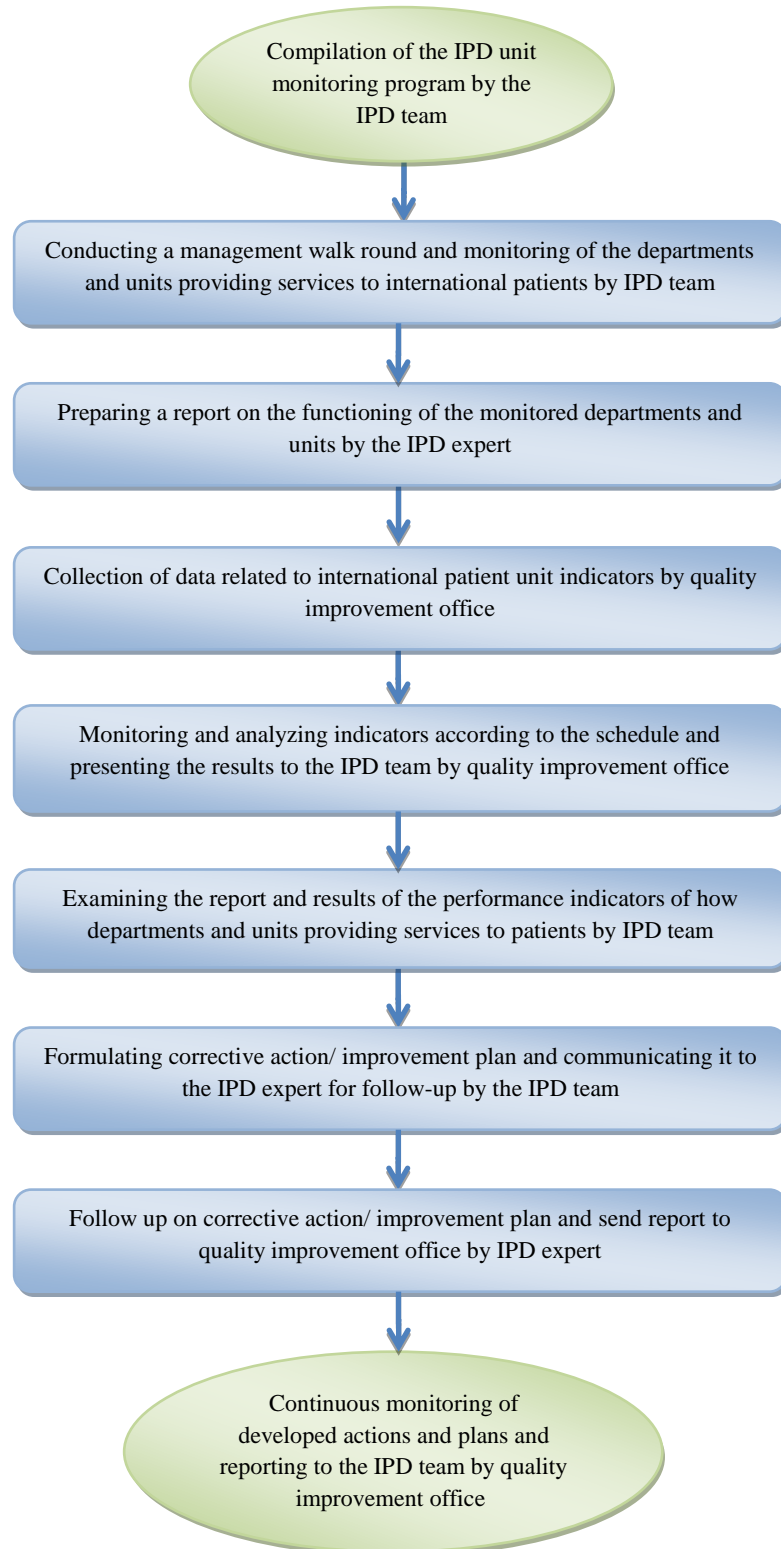 Compilation of the IPD unit
monitoring program by the
IPD team
Conducting a management walk round and monitoring of the departments
and units providing services to international patients by IPD team
Preparing a report on the functioning of the monitored departments and
units by the IPD expert
Collection of data related to international patient unit indicators by quality
improvement office
Monitoring and analyzing indicators according to the schedule and
presenting the results to the IPD team by quality improvement office
Examining the report and results of the performance indicators of how
departments and units providing services to patients by IPD team
Formulating corrective action/ improvement plan and communicating it to
the IPD expert for follow-up by the IPD team
Follow up on corrective action/ improvement plan and send report to
quality improvement office by IPD expert
Continuous monitoring of
developed actions and plans and
reporting to the IPD team by quality
improvement office